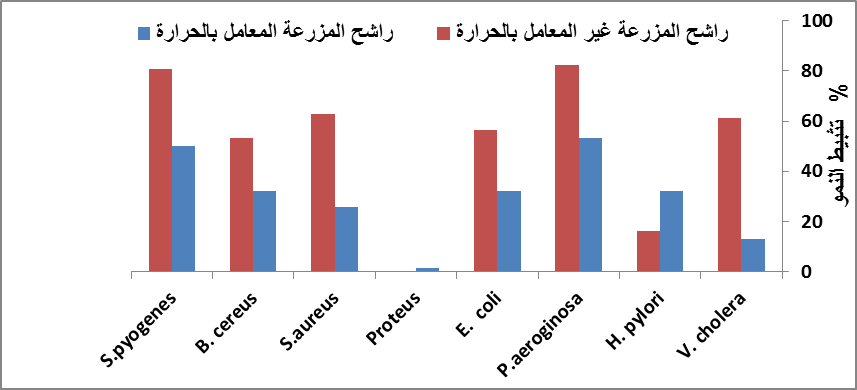 راشح المزرعة غير المعامل بالحرارة
راشح المزرعة المعامل بالحرارة
100
80
60
40
20
0
% تثبيط النمو
S.pyogenes
B. cereus
S.aureus
Proteus
E. coli
P.aeroginosa
H. pylori
V. cholera